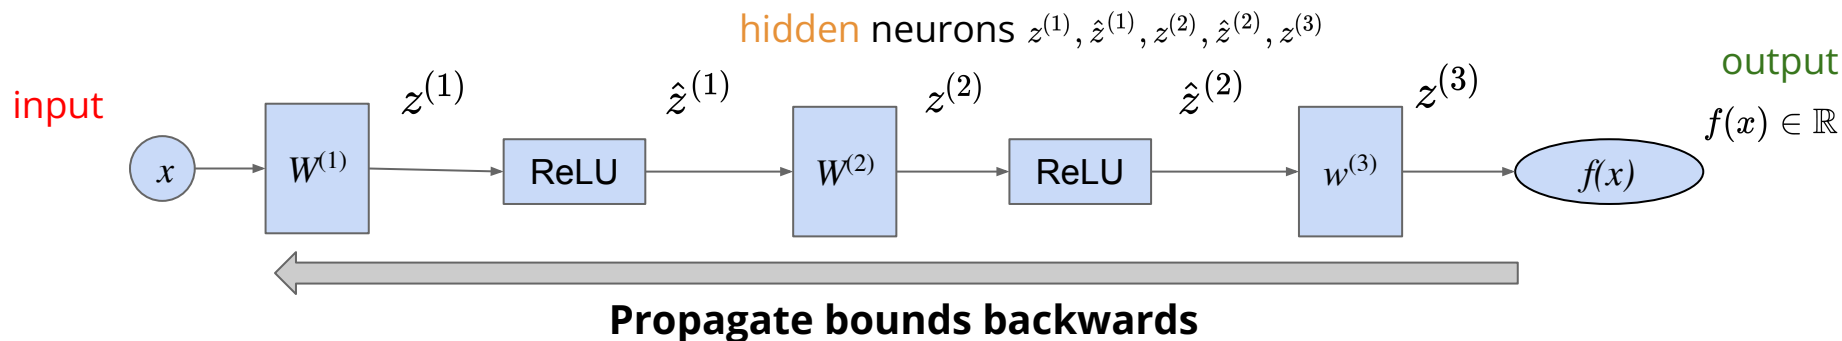 hidden neurons z^(1), ẑ^(1), z^(2), ẑ^(2), z^(3)
output
f(x) ∈ ℝ
input
z^(1)
ẑ^(1)
z^(2)
ẑ^(2)
z^(3)
x
W^(1)
ReLU
W^(2)
ReLU
w^(3)
f(x)
Propagate bounds backwards